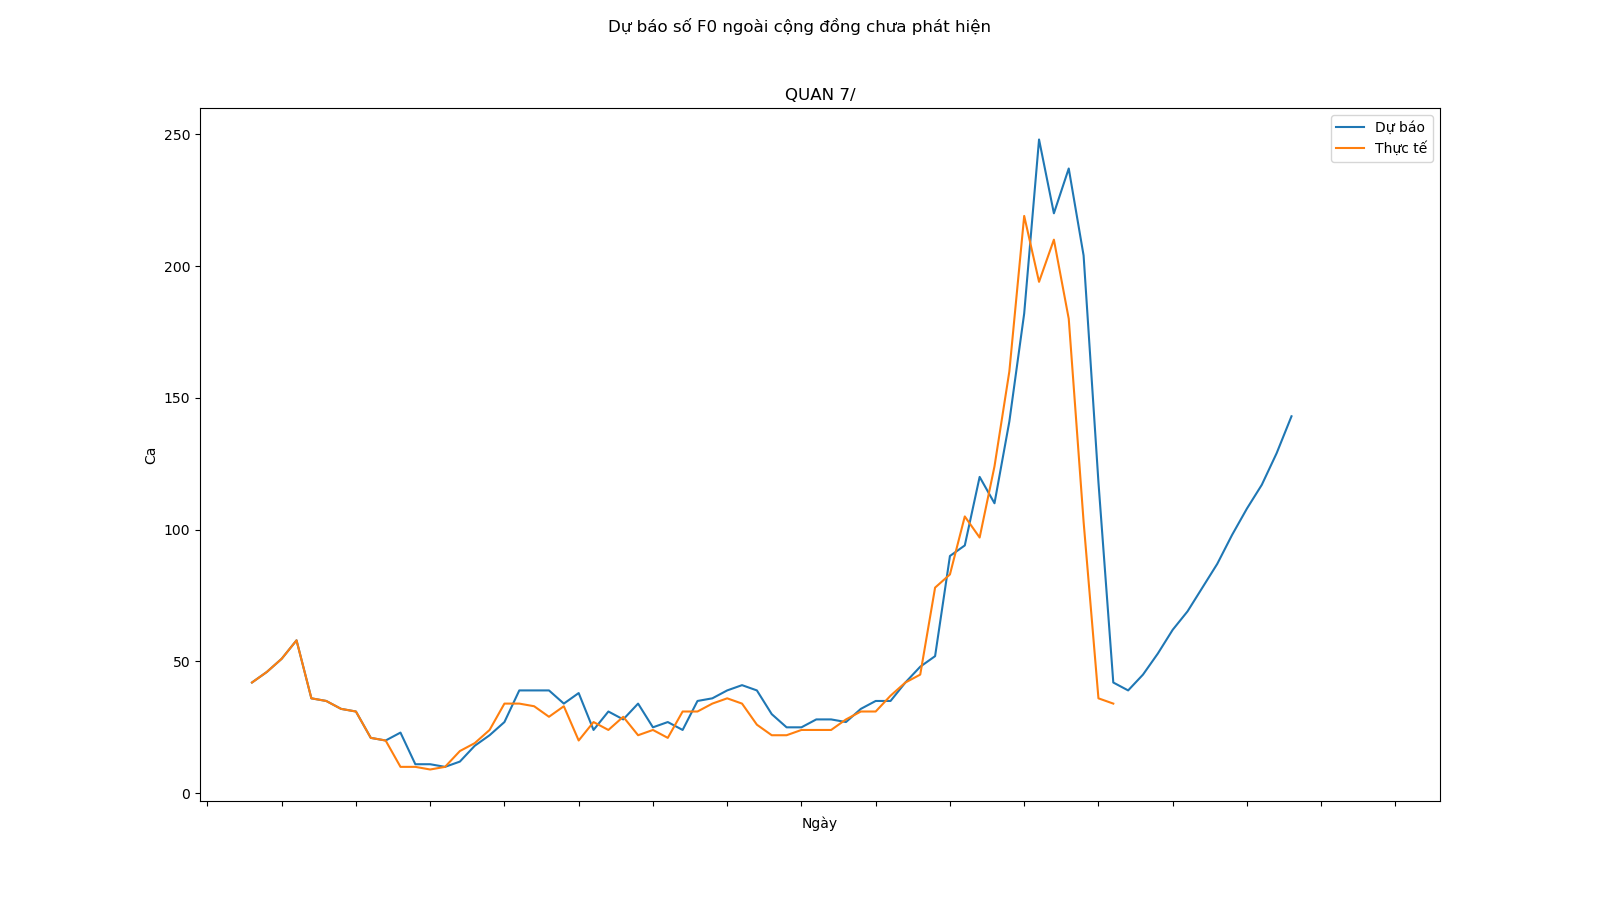 Dự báo số F0 ngoài cộng đồng chưa phát hiện
QUAN 7/
Dự báo
Thực tế
250
200
150
100
50
0
Ca
Ngày